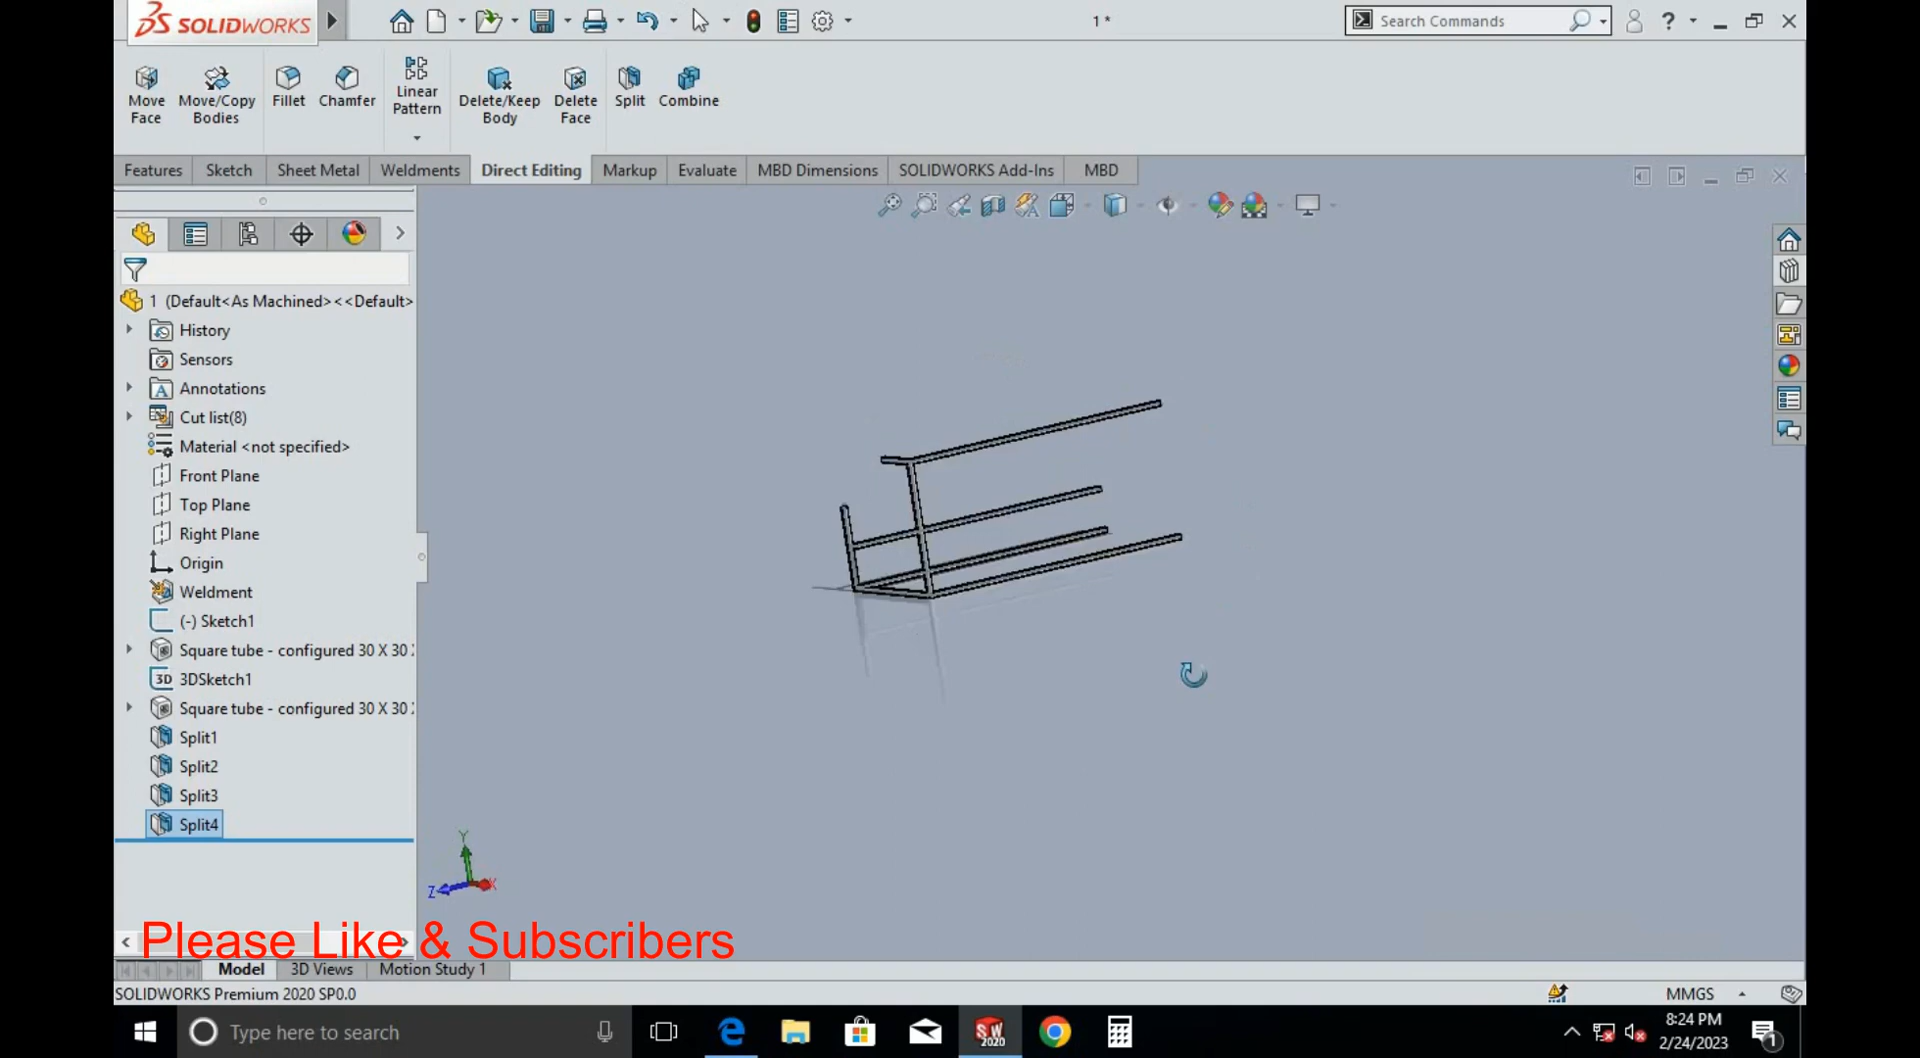 SOLIDWORKS
1 *
Search Commands
?
Move Face
Move/Copy Bodies
Fillet
Chamfer
Linear Pattern
Delete/Keep Body
Delete Face
Split
Combine
Features
Sketch
Sheet Metal
Weldments
Direct Editing
Markup
Evaluate
MBD Dimensions
SOLIDWORKS Add-Ins
MBD
1 (Default<As Machined><<Default>
History
Sensors
Annotations
Cut list(8)
Material <not specified>
Front Plane
Top Plane
Right Plane
Origin
Weldment
(-) Sketch1
Square tube - configured 30 X 30
3D 3DSketch1
Square tube - configured 30 X 30
Split1
Split2
Split3
Split4
Y
Z
X
Please Like & Subscribers
Model
3D Views
Motion Study 1
SOLIDWORKS Premium 2020 SP0.0
MMGS
Type here to search
SW
2020
8:24 PM
2/24/2023
1